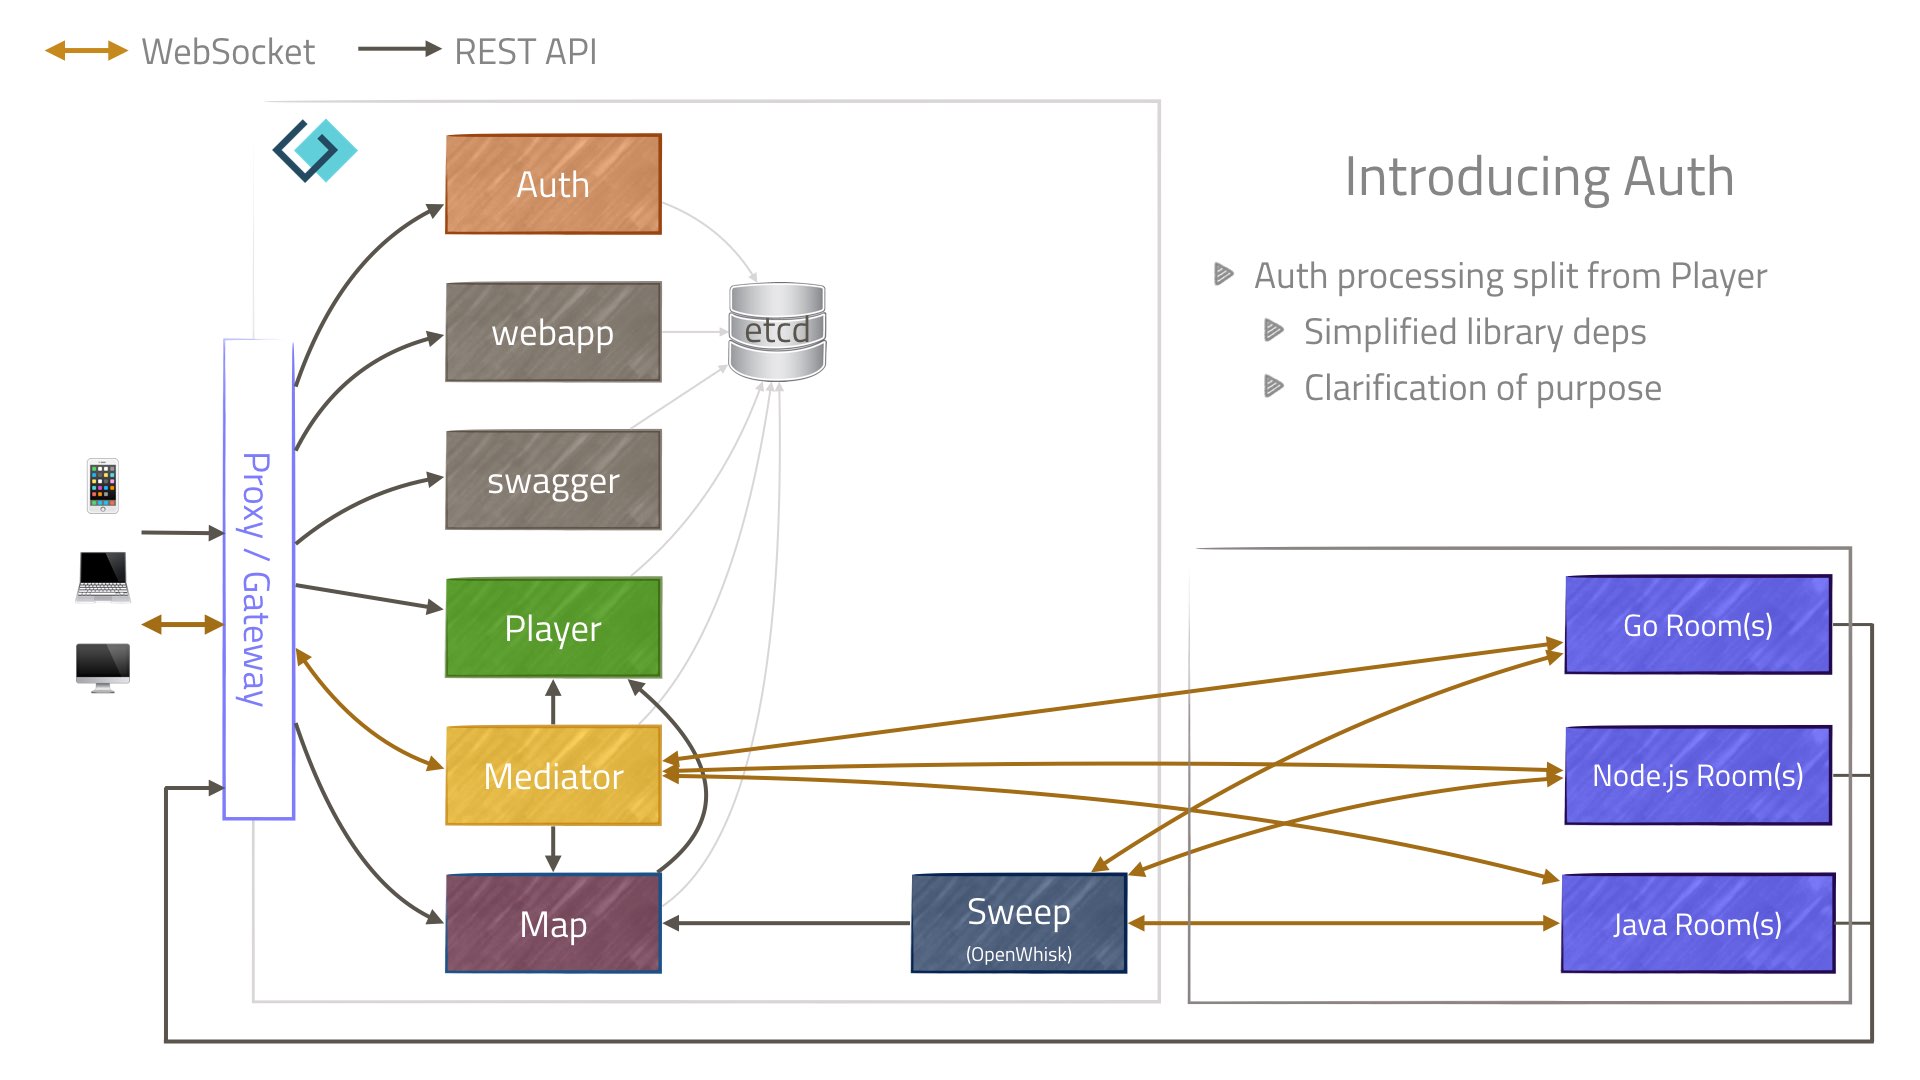 WebSocket
REST API
Introducing Auth
Auth processing split from Player
Simplified library deps
Clarification of purpose
Proxy / Gateway
Auth
webapp
etcd
swagger
Player
Mediator
Map
Sweep
(OpenWhisk)
Go Room(s)
Node.js Room(s)
Java Room(s)